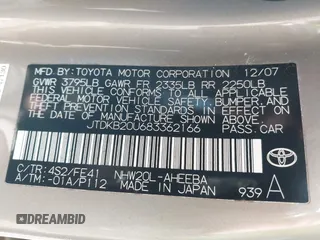 MFD. BY: TOYOTA MOTOR CORPORATION 12/07
GVWR 3795LB GAWR FR 2335LB RR 2250LB
THIS VEHICLE CONFORMS TO ALL APPLICABLE
FEDERAL MOTOR VEHICLE SAFETY, BUMPER, AND
THEFT PREVENTION STANDARDS IN EFFECT ON
THE DATE OF MANUFACTURE SHOWN ABOVE.
JTDKB20U683362166 PASS. CAR
C/TR: 4S2/FE41 NHW20L-AHEEBA
A/TM: -01A/P112 MADE IN JAPAN 939 A
TOYOTA
DREAMBID